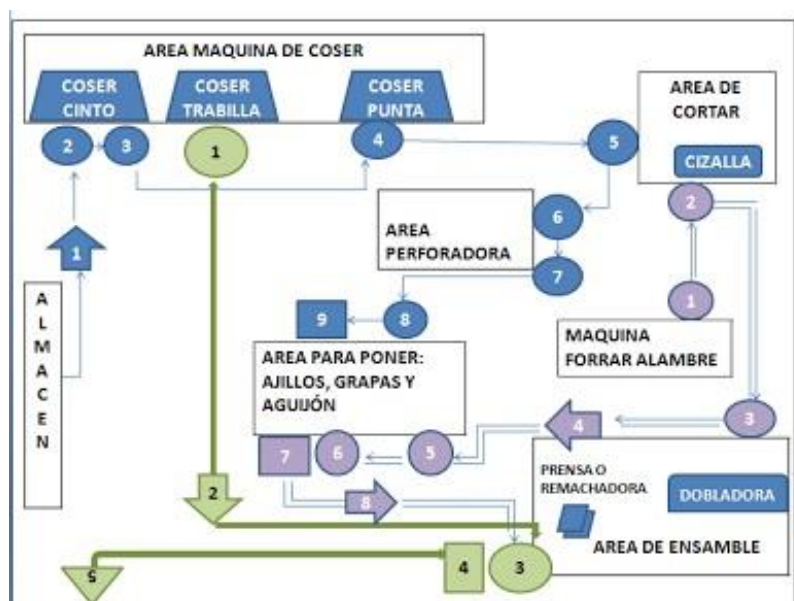 AREA MAQUINA DE COSER
COSER
CINTO
COSER
TRABILLA
COSER
PUNTA
AREA DE
CORTAR
CIZALLA
2
3
1
4
5
2
6
AREA
PERFORADORA
7
1
1
A
L
M
A
C
E
N
9
8
MAQUINA
FORRAR ALAMBRE
AREA PARA PONER:
AJILLOS, GRAPAS Y
AGUIJÓN
3
4
7
6
5
PRENSA O
REMACHADORA
DOBLADORA
2
8
AREA DE ENSAMBLE
5
4
3